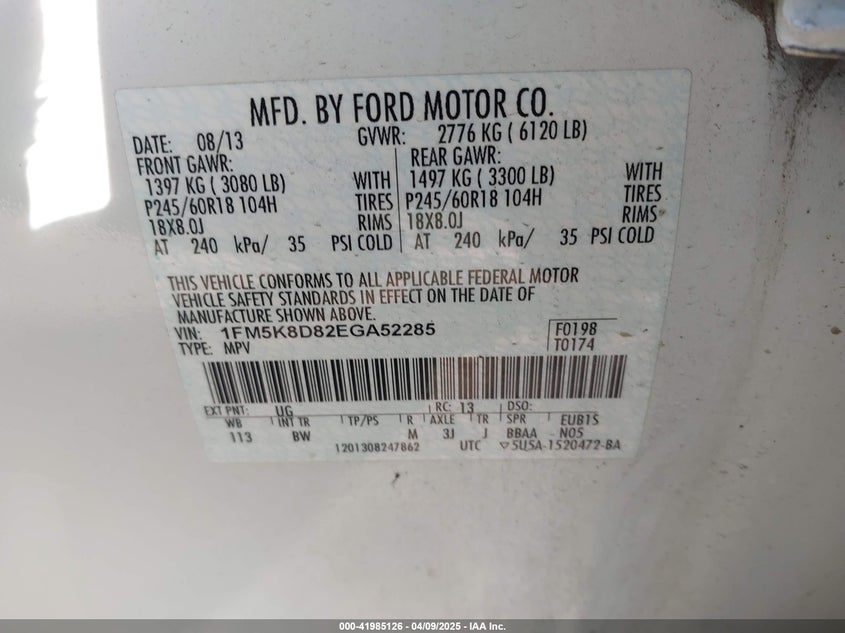 MFD. BY FORD MOTOR CO.
DATE: 08/13 GVWR: 2776 KG ( 6120 LB)
FRONT GAWR: REAR GAWR:
1397 KG ( 3080 LB) WITH 1497 KG ( 3300 LB) WITH
P245/60R18 104H TIRES P245/60R18 104H TIRES
18X8.0J RIMS 18X8.0J RIMS
AT 240 kPa/ 35 PSI COLD AT 240 kPa/ 35 PSI COLD
THIS VEHICLE CONFORMS TO ALL APPLICABLE FEDERAL MOTOR
VEHICLE SAFETY STANDARDS IN EFFECT ON THE DATE OF
MANUFACTURE SHOWN ABOVE.
VIN: 1FM5K8D82EGA52285 F0198
TYPE: MPV T0174
EXT PNT: UG RC: 13 DSO:
WB INT TR TP/PS R AXLE TR SPR EUB1S
113 BW M 3J J BBAA N05
1201308247862 UTC ▽5U5A-1520472-BA
000-41985126 | 04/09/2025 | IAA Inc.